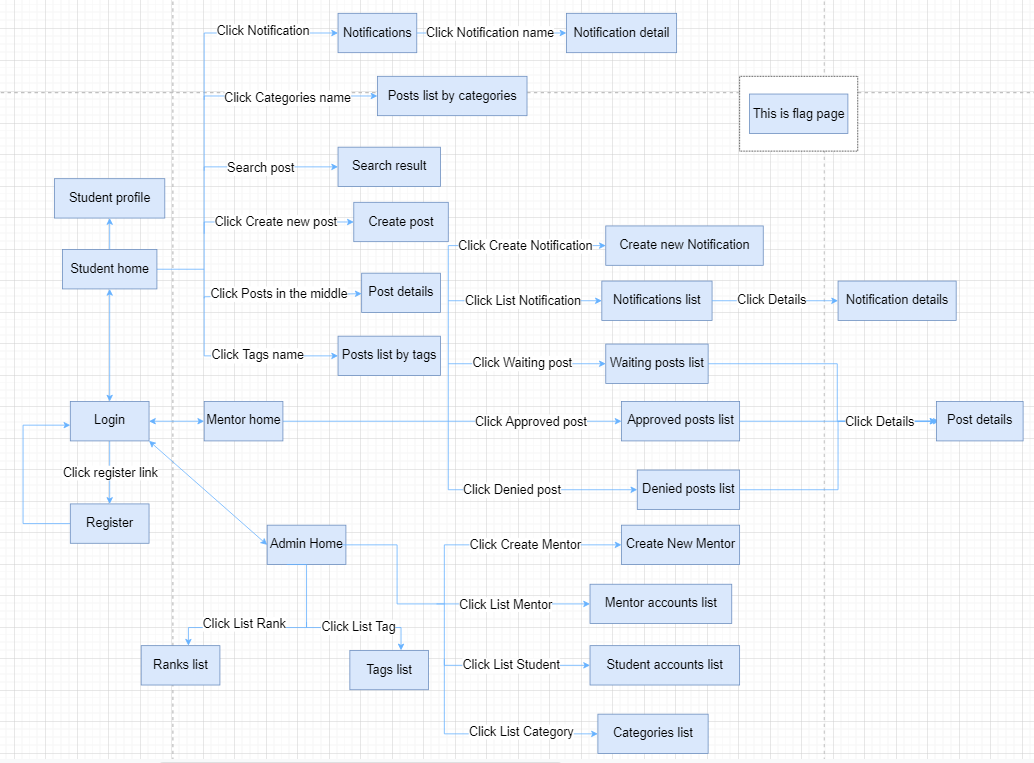 Click Notification
Notifications
Click Notification name
Notification detail
Click Categories name
Posts list by categories
This is flag page
Search post
Search result
Student profile
Click Create new post
Create post
Student home
Click Create Notification
Create new Notification
Click Posts in the middle
Post details
Click List Notification
Notifications list
Click Details
Notification details
Click Tags name
Posts list by tags
Click Waiting post
Waiting posts list
Login
Mentor home
Click Approved post
Approved posts list
Click Details
Post details
Click register link
Click Denied post
Denied posts list
Register
Admin Home
Click Create Mentor
Create New Mentor
Click List Mentor
Mentor accounts list
Click List Rank
Click List Tag
Ranks list
Tags list
Click List Student
Student accounts list
Click List Category
Categories list